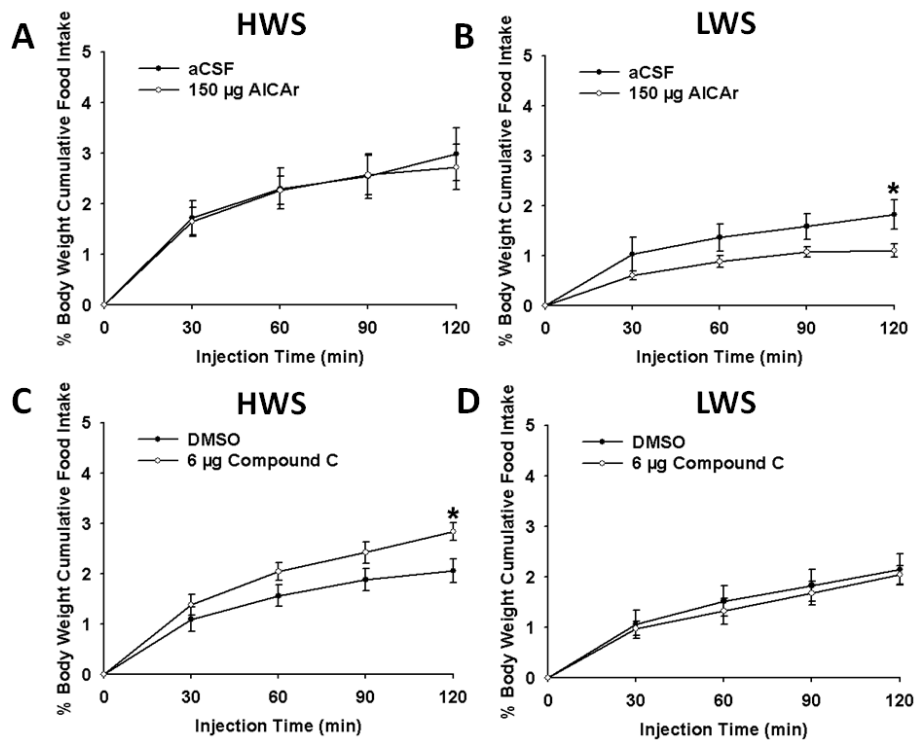 A
HWS
% Body Weight Cumulative Food Intake
5
4
3
2
1
0
aCSF
150 µg AICAr
0 30 60 90 120
Injection Time (min)
B
LWS
% Body Weight Cumulative Food Intake
5
4
3
2
1
0
aCSF
150 µg AICAr
*
0 30 60 90 120
Injection Time (min)
C
HWS
% Body Weight Cumulative Food Intake
5
4
3
2
1
0
DMSO
6 µg Compound C
*
0 30 60 90 120
Injection Time (min)
D
LWS
% Body Weight Cumulative Food Intake
5
4
3
2
1
0
DMSO
6 µg Compound C
0 30 60 90 120
Injection Time (min)